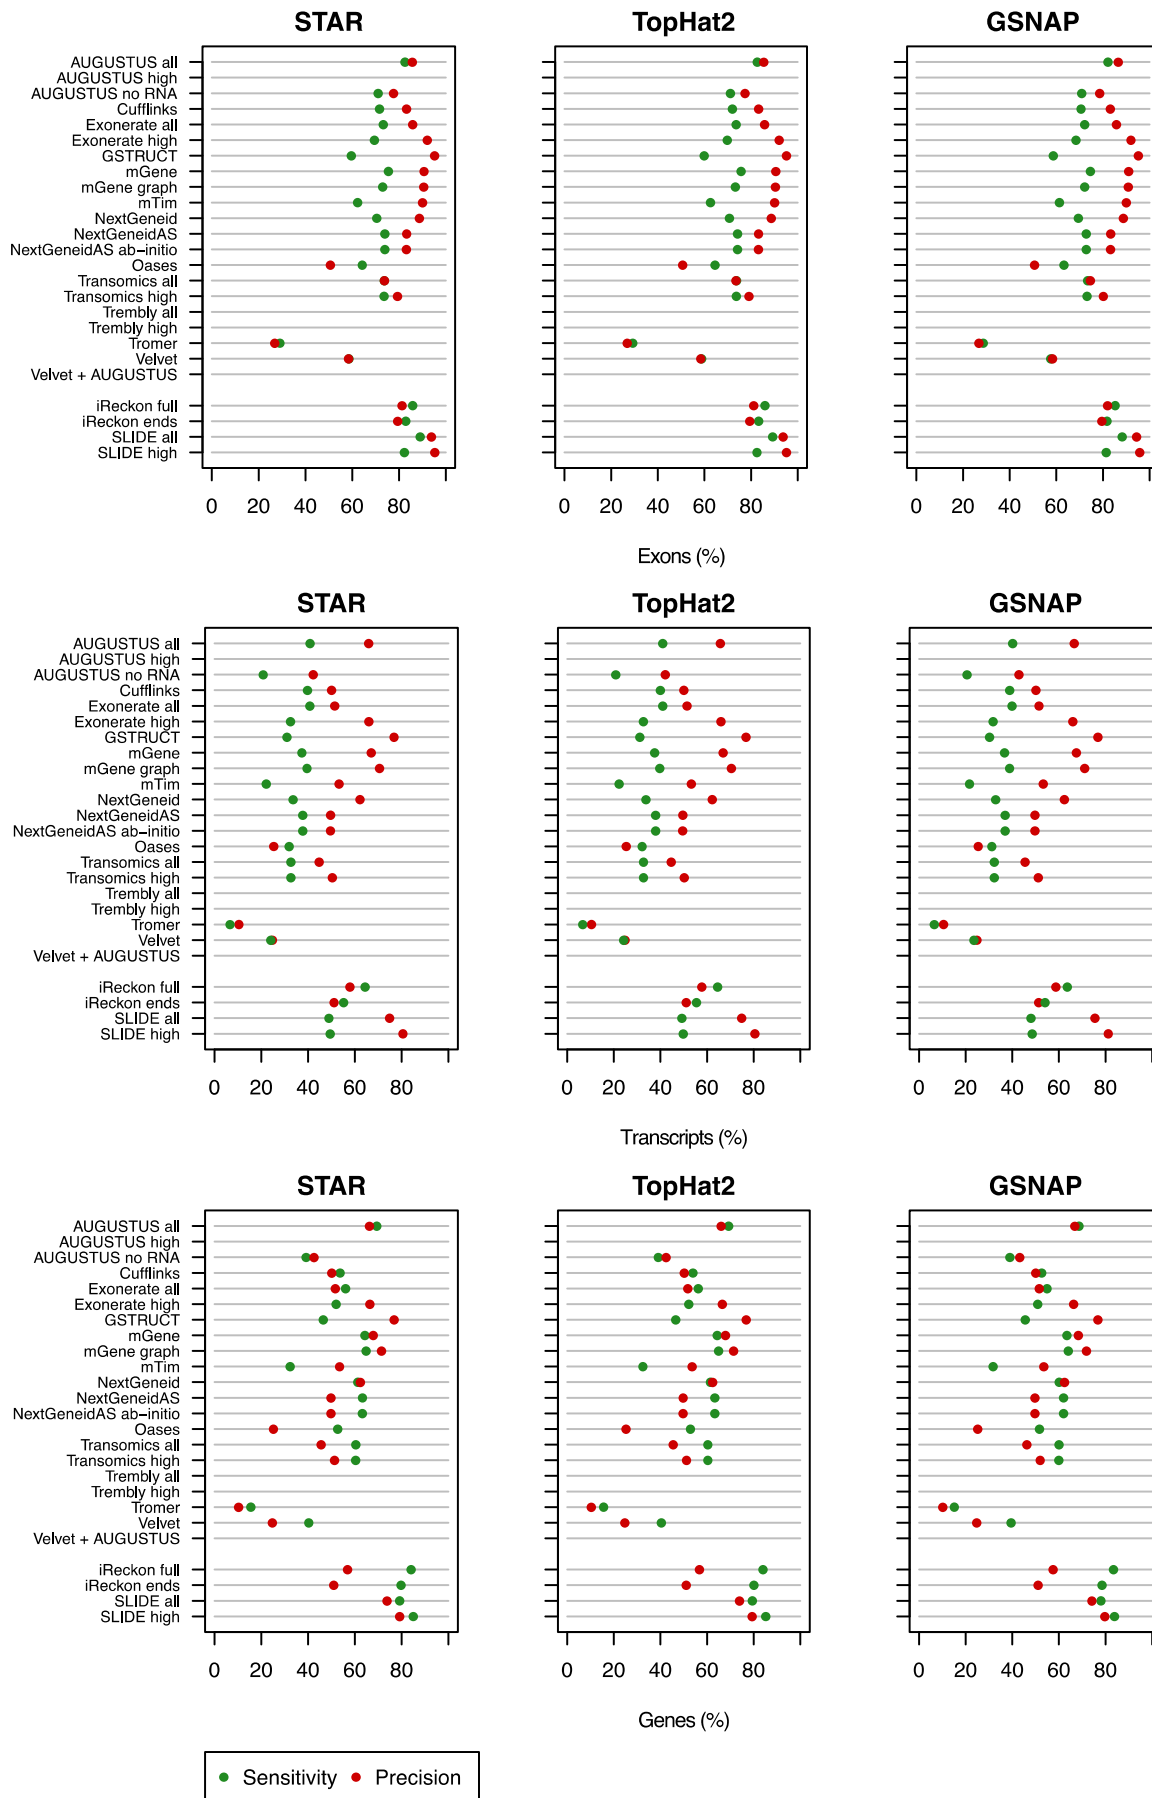 STAR TopHat2 GSNAP
AUGUSTUS all
AUGUSTUS high
AUGUSTUS no RNA
Cufflinks
Exonerate all
Exonerate high
GSTRUCT
mGene
mGene graph
mTim
NextGeneid
NextGeneidAS
NextGeneidAS ab−initio
Oases
Transomics all
Transomics high
Trembly all
Trembly high
Tromer
Velvet
Velvet + AUGUSTUS
iReckon full
iReckon ends
SLIDE all
SLIDE high
0 20 40 60 80 0 20 40 60 80 0 20 40 60 80
Exons (%)
STAR TopHat2 GSNAP
AUGUSTUS all
AUGUSTUS high
AUGUSTUS no RNA
Cufflinks
Exonerate all
Exonerate high
GSTRUCT
mGene
mGene graph
mTim
NextGeneid
NextGeneidAS
NextGeneidAS ab−initio
Oases
Transomics all
Transomics high
Trembly all
Trembly high
Tromer
Velvet
Velvet + AUGUSTUS
iReckon full
iReckon ends
SLIDE all
SLIDE high
0 20 40 60 80 0 20 40 60 80 0 20 40 60 80
Transcripts (%)
STAR TopHat2 GSNAP
AUGUSTUS all
AUGUSTUS high
AUGUSTUS no RNA
Cufflinks
Exonerate all
Exonerate high
GSTRUCT
mGene
mGene graph
mTim
NextGeneid
NextGeneidAS
NextGeneidAS ab−initio
Oases
Transomics all
Transomics high
Trembly all
Trembly high
Tromer
Velvet
Velvet + AUGUSTUS
iReckon full
iReckon ends
SLIDE all
SLIDE high
0 20 40 60 80 0 20 40 60 80 0 20 40 60 80
Genes (%)
Sensitivity Precision